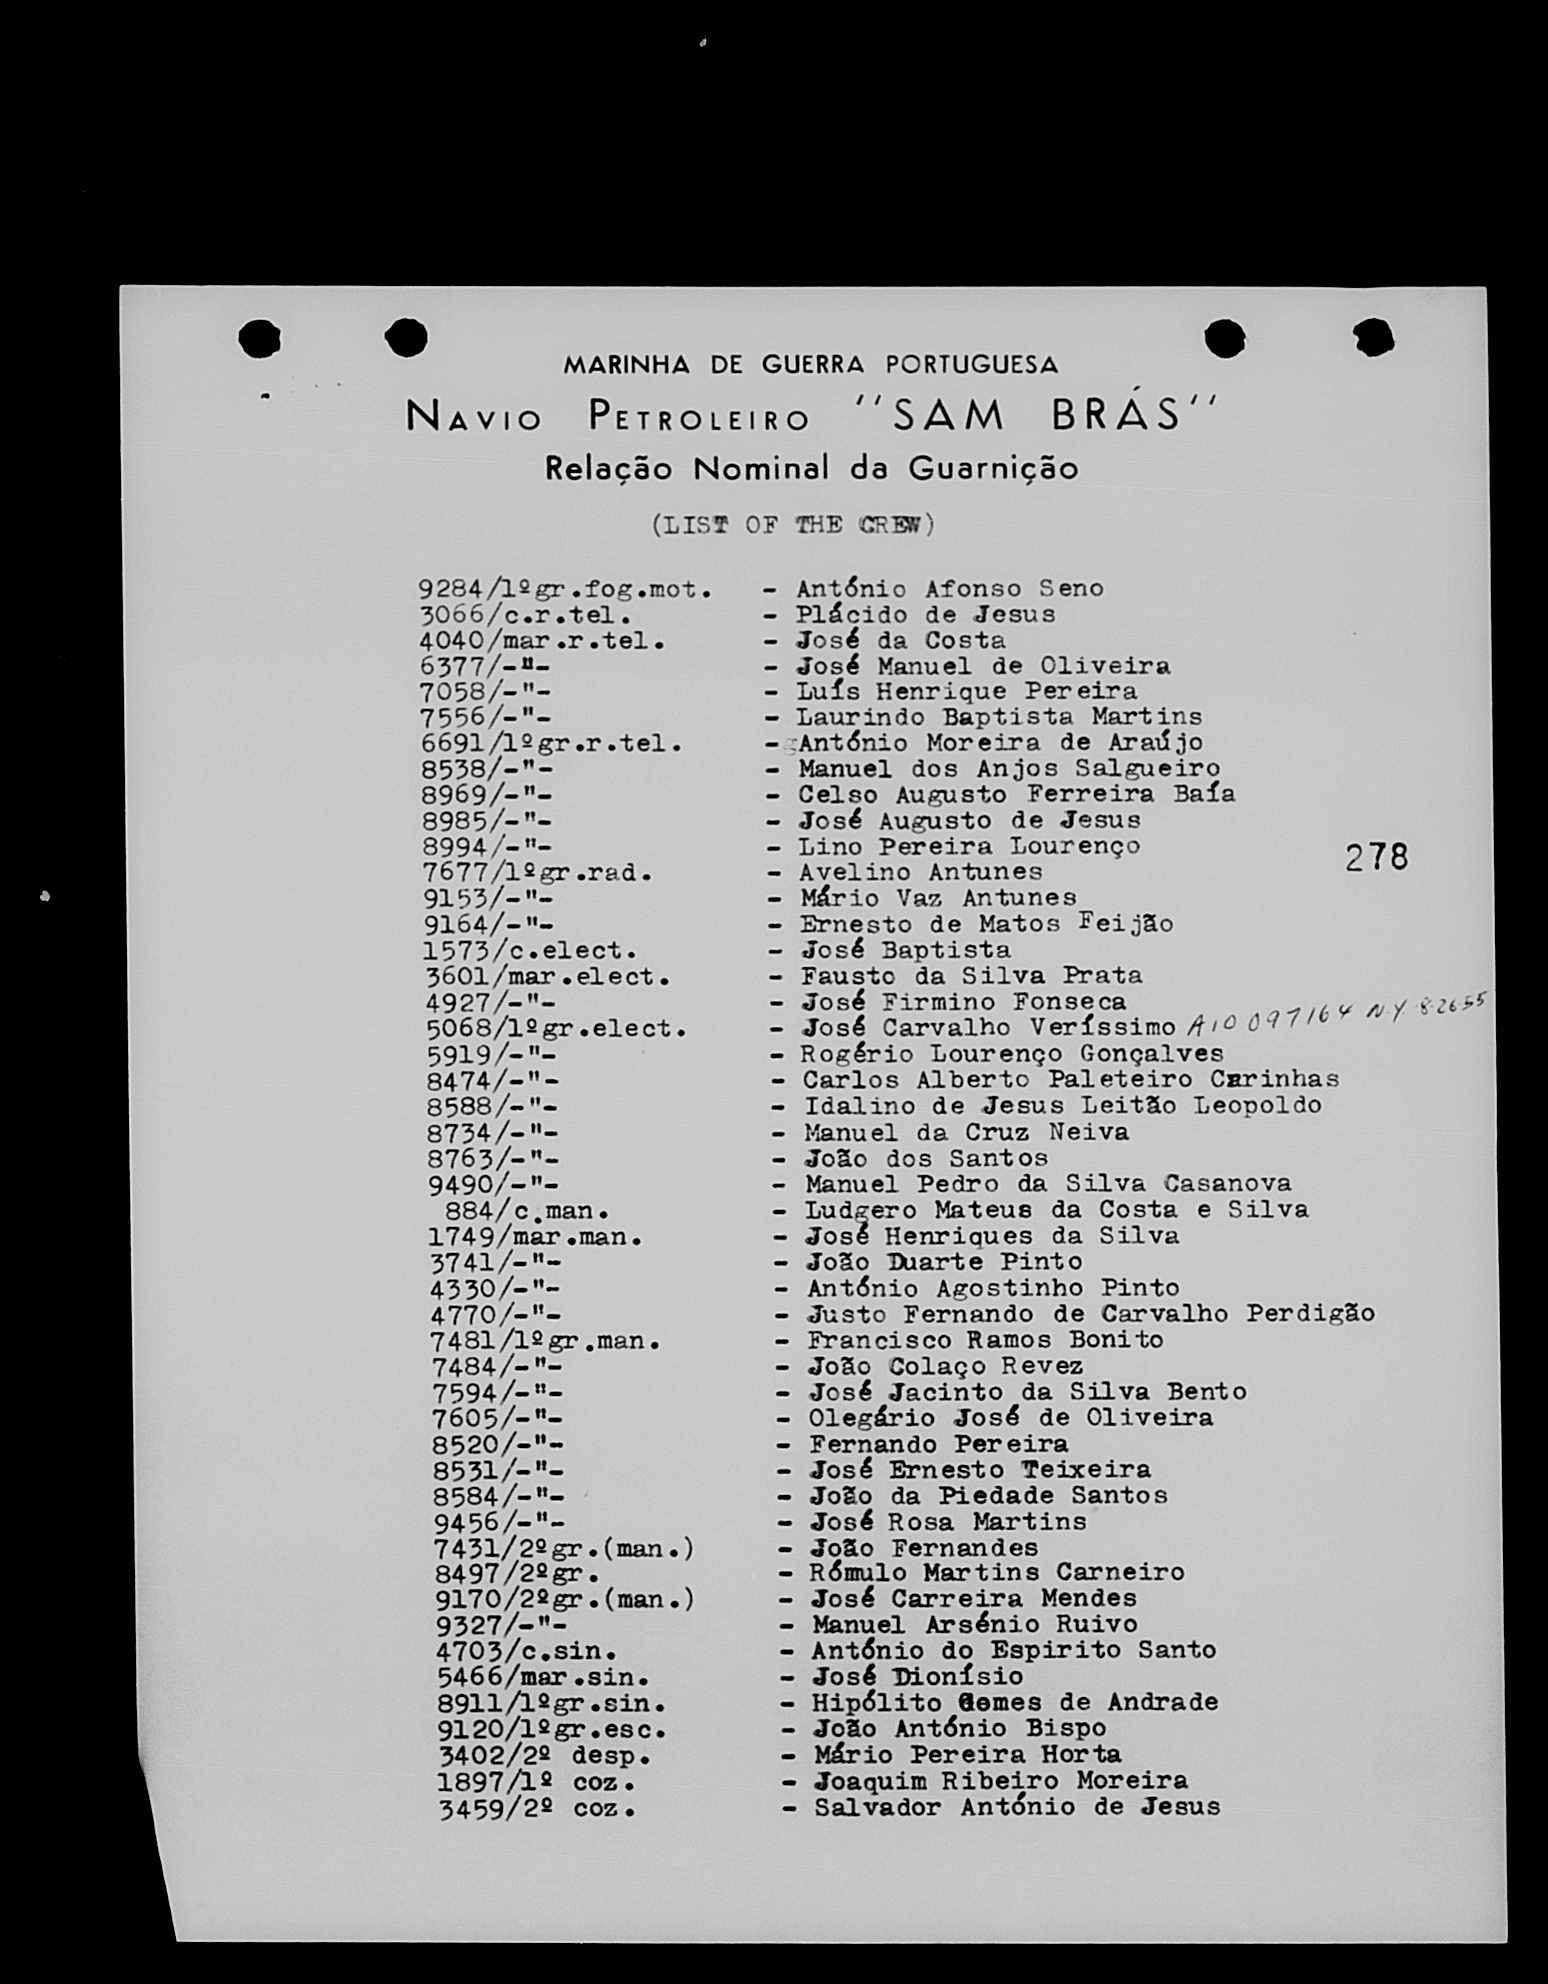 MARINHA DE GUERRA PORTUGUESA
NAVIO PETROLEIRO "SAM BRÁS"
Relação Nominal da Guarnição
(LIST OF THE CREW)
9284/1ºgr.fog.mot. - António Afonso Seno
3066/c.r.tel. - Plácido de Jesus
4040/mar.r.tel. - José da Costa
6377/-"- - José Manuel de Oliveira
7058/-"- - Luís Henrique Pereira
7556/-"- - Laurindo Baptista Martins
6691/1ºgr.r.tel. - António Moreira de Araújo
8538/-"- - Manuel dos Anjos Salgueiro
8969/-"- - Celso Augusto Ferreira Baía
8985/-"- - José Augusto de Jesus
8994/-"- - Lino Pereira Lourenço
278
7677/1ºgr.rad. - Avelino Antunes
9153/-"- - Mário Vaz Antunes
9164/-"- - Ernesto de Matos Feijão
1573/c.elect. - José Baptista
3601/mar.elect. - Fausto da Silva Prata
4927/-"- - José Firmino Fonseca
5068/1ºgr.elect. - José Carvalho Veríssimo A10 097164 N.Y 8-26-55
5919/-"- - Rogério Lourenço Gonçalves
8474/-"- - Carlos Alberto Paleteiro Carinhas
8588/-"- - Idalino de Jesus Leitão Leopoldo
8734/-"- - Manuel da Cruz Neiva
8763/-"- - João dos Santos
9490/-"- - Manuel Pedro da Silva Casanova
884/c.man. - Ludgero Mateus da Costa e Silva
1749/mar.man. - José Henriques da Silva
3741/-"- - João Duarte Pinto
4330/-"- - António Agostinho Pinto
4770/-"- - Justo Fernando de Carvalho Perdigão
7481/1ºgr.man. - Francisco Ramos Bonito
7484/-"- - João Colaço Revez
7594/-"- - José Jacinto da Silva Bento
7605/-"- - Olegário José de Oliveira
8520/-"- - Fernando Pereira
8531/-"- - José Ernesto Teixeira
8584/-"- - João da Piedade Santos
9456/-"- - José Rosa Martins
7431/2ºgr.(man.) - João Fernandes
8497/2ºgr. - Rómulo Martins Carneiro
9170/2ºgr.(man.) - José Carreira Mendes
9327/-"- - Manuel Arsénio Ruivo
4703/c.sin. - António do Espirito Santo
5466/mar.sin. - José Dionísio
8911/1ºgr.sin. - Hipólito Gomes de Andrade
9120/1ºgr.esc. - João António Bispo
3402/2º desp. - Mário Pereira Horta
1897/1º coz. - Joaquim Ribeiro Moreira
3459/2º coz. - Salvador António de Jesus